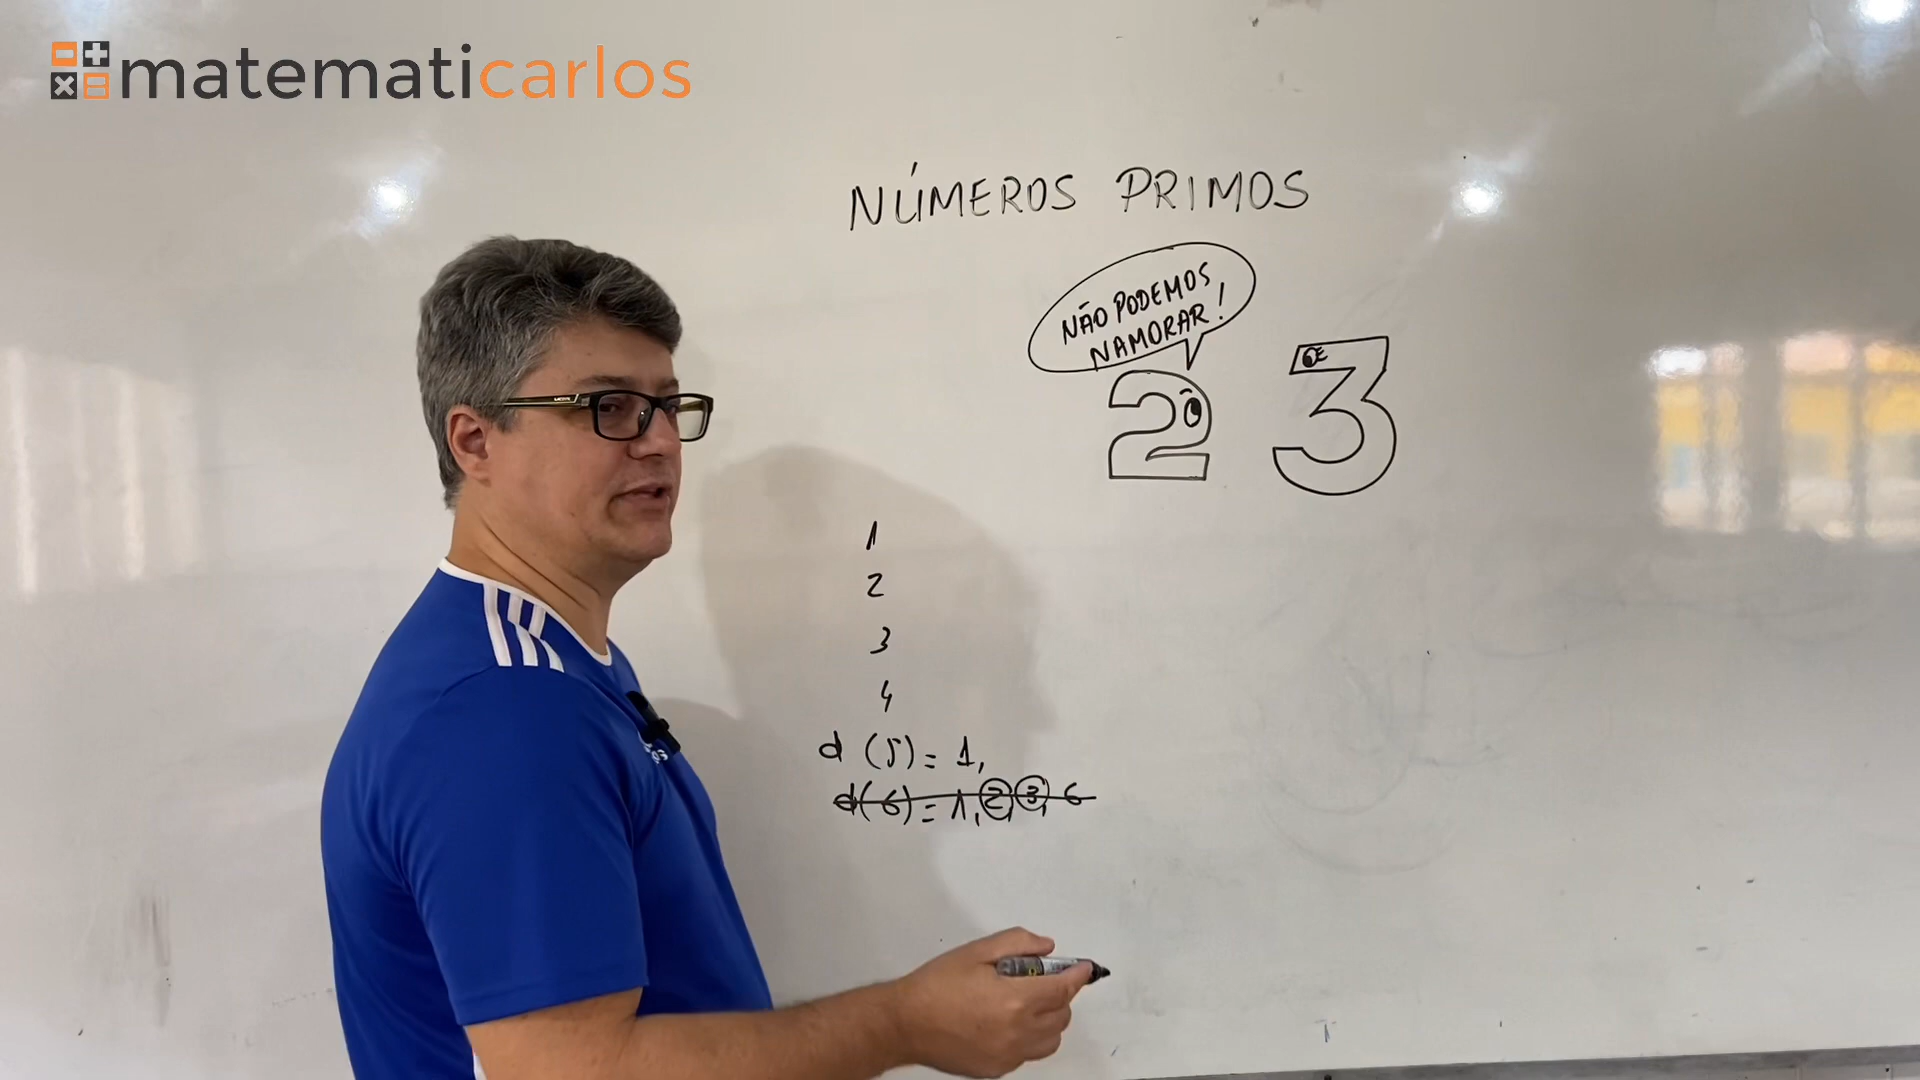 matematicarlos
NÚMEROS PRIMOS
NÃO PODEMOS
NAMORAR!
2 3
1
2
3
4
d (5) = 1,
d(6) = 1, 2, 3, 6